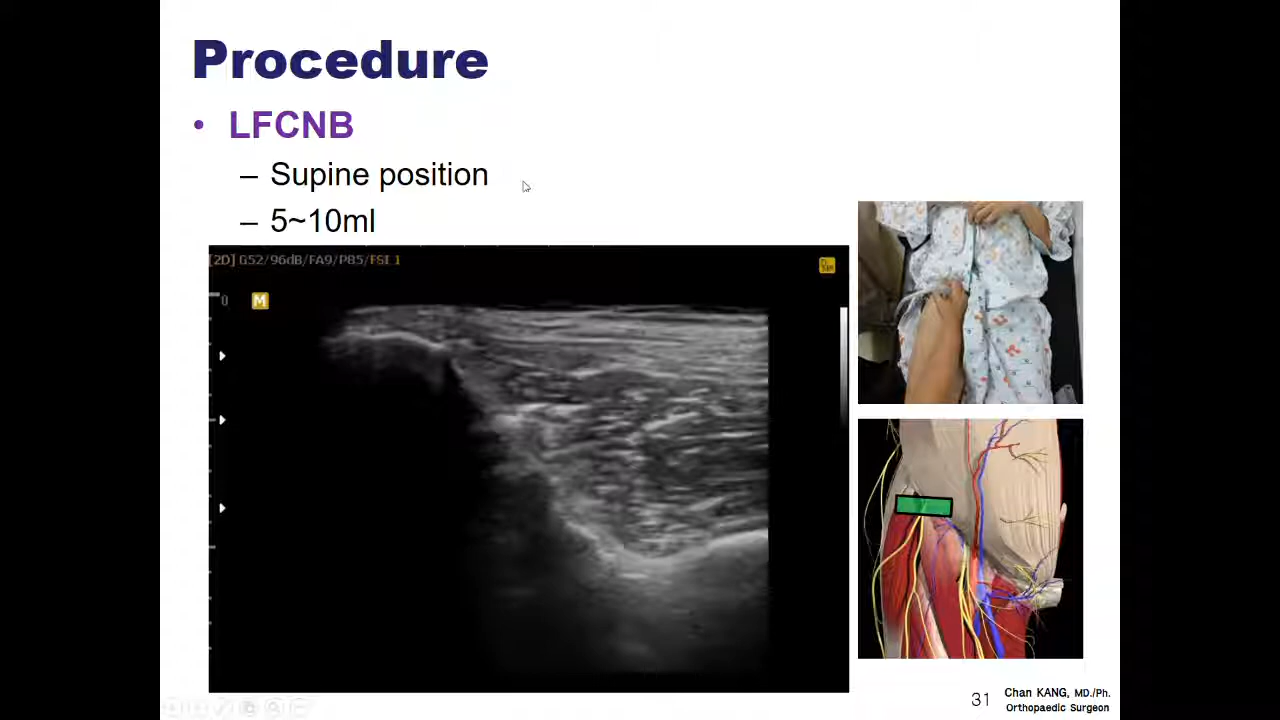 Procedure
• LFCNB
– Supine position
– 5~10ml
[2D] G52/96dB/FA9/P85/FSI 1
0
M
31
Chan KANG, MD./Ph.
Orthopaedic Surgeon